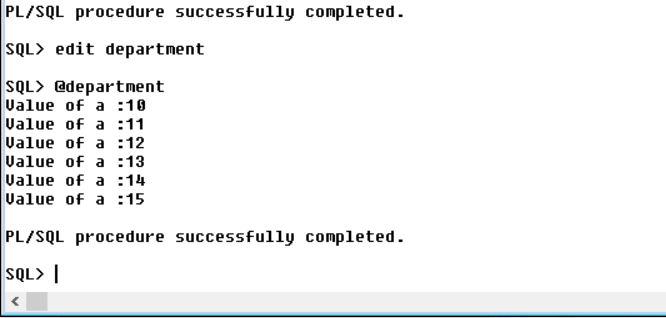 PL/SQL procedure successfully completed.
SQL> edit department
SQL> @department
Value of a :10
Value of a :11
Value of a :12
Value of a :13
Value of a :14
Value of a :15
PL/SQL procedure successfully completed.
SQL>